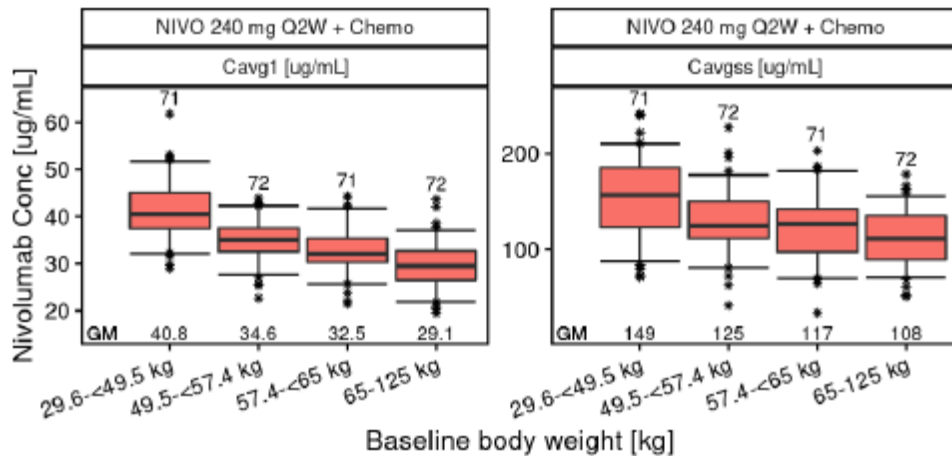 NIVO 240 mg Q2W + Chemo
Cavg1 [ug/mL]
Nivolumab Conc [ug/mL]
60
50
40
30
20
71
72
71
72
GM 40.8 34.6 32.5 29.1
29.6-<49.5 kg
49.5-<57.4 kg
57.4-<65 kg
65-125 kg
NIVO 240 mg Q2W + Chemo
Cavgss [ug/mL]
200
100
71
72
71
72
GM 149 125 117 108
29.6-<49.5 kg
49.5-<57.4 kg
57.4-<65 kg
65-125 kg
Baseline body weight [kg]